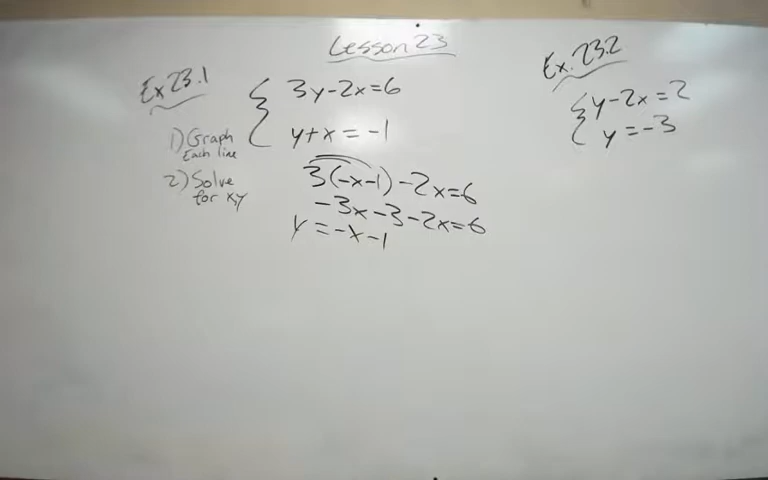 Lesson 23
Ex 23.1
3y-2x=6
y+x=-1
1) Graph
Each line
2) Solve
for x,y
3(-x-1)-2x=6
-3x-3-2x=6
y=-x-1
Ex. 23.2
y-2x=2
y=-3